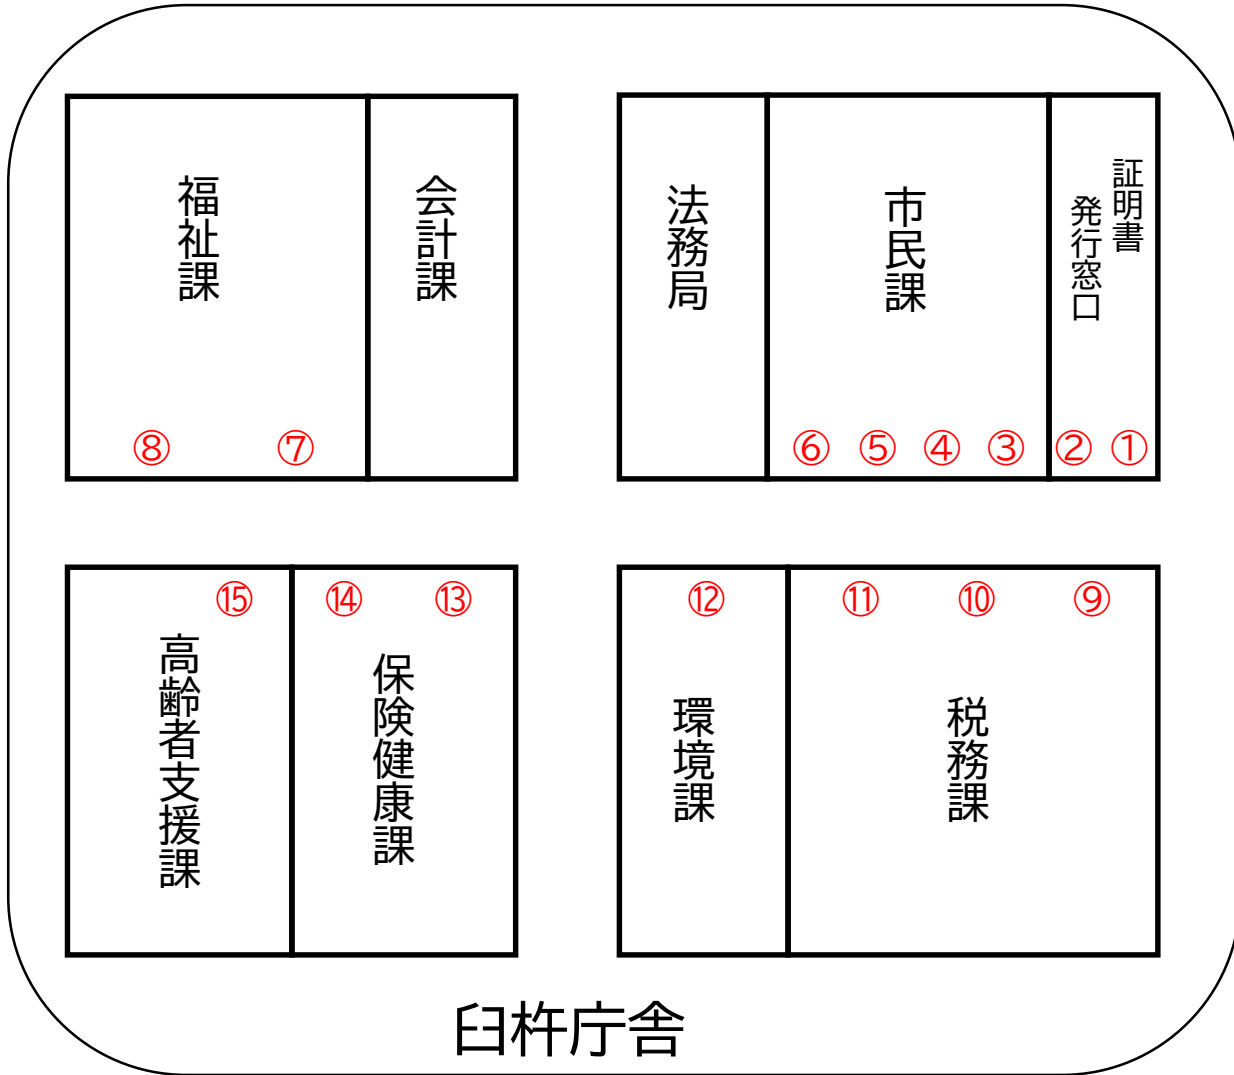 福祉課
会計課
⑧ ⑦
法務局
市民課
証明書
発行窓口
⑥ ⑤ ④ ③ ② ①
⑮ ⑭ ⑬
高齢者支援課
保険健康課
⑫ ⑪ ⑩ ⑨
環境課
税務課
臼杵庁舎